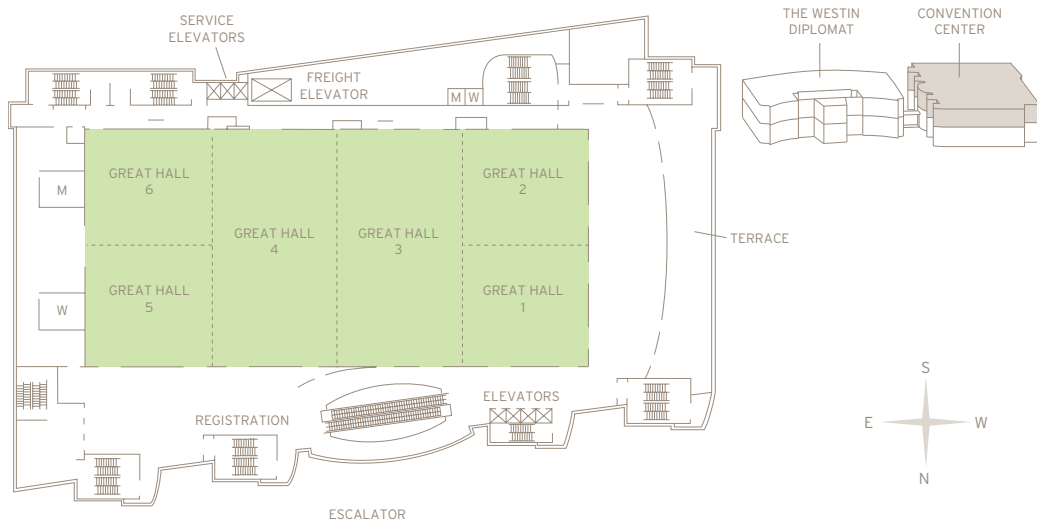 SERVICE
ELEVATORS
FREIGHT
ELEVATOR
M W
THE WESTIN
DIPLOMAT
CONVENTION
CENTER
GREAT HALL
6
GREAT HALL
2
M
GREAT HALL
4
GREAT HALL
3
TERRACE
GREAT HALL
5
GREAT HALL
1
W
REGISTRATION
ELEVATORS
ESCALATOR
S
E W
N